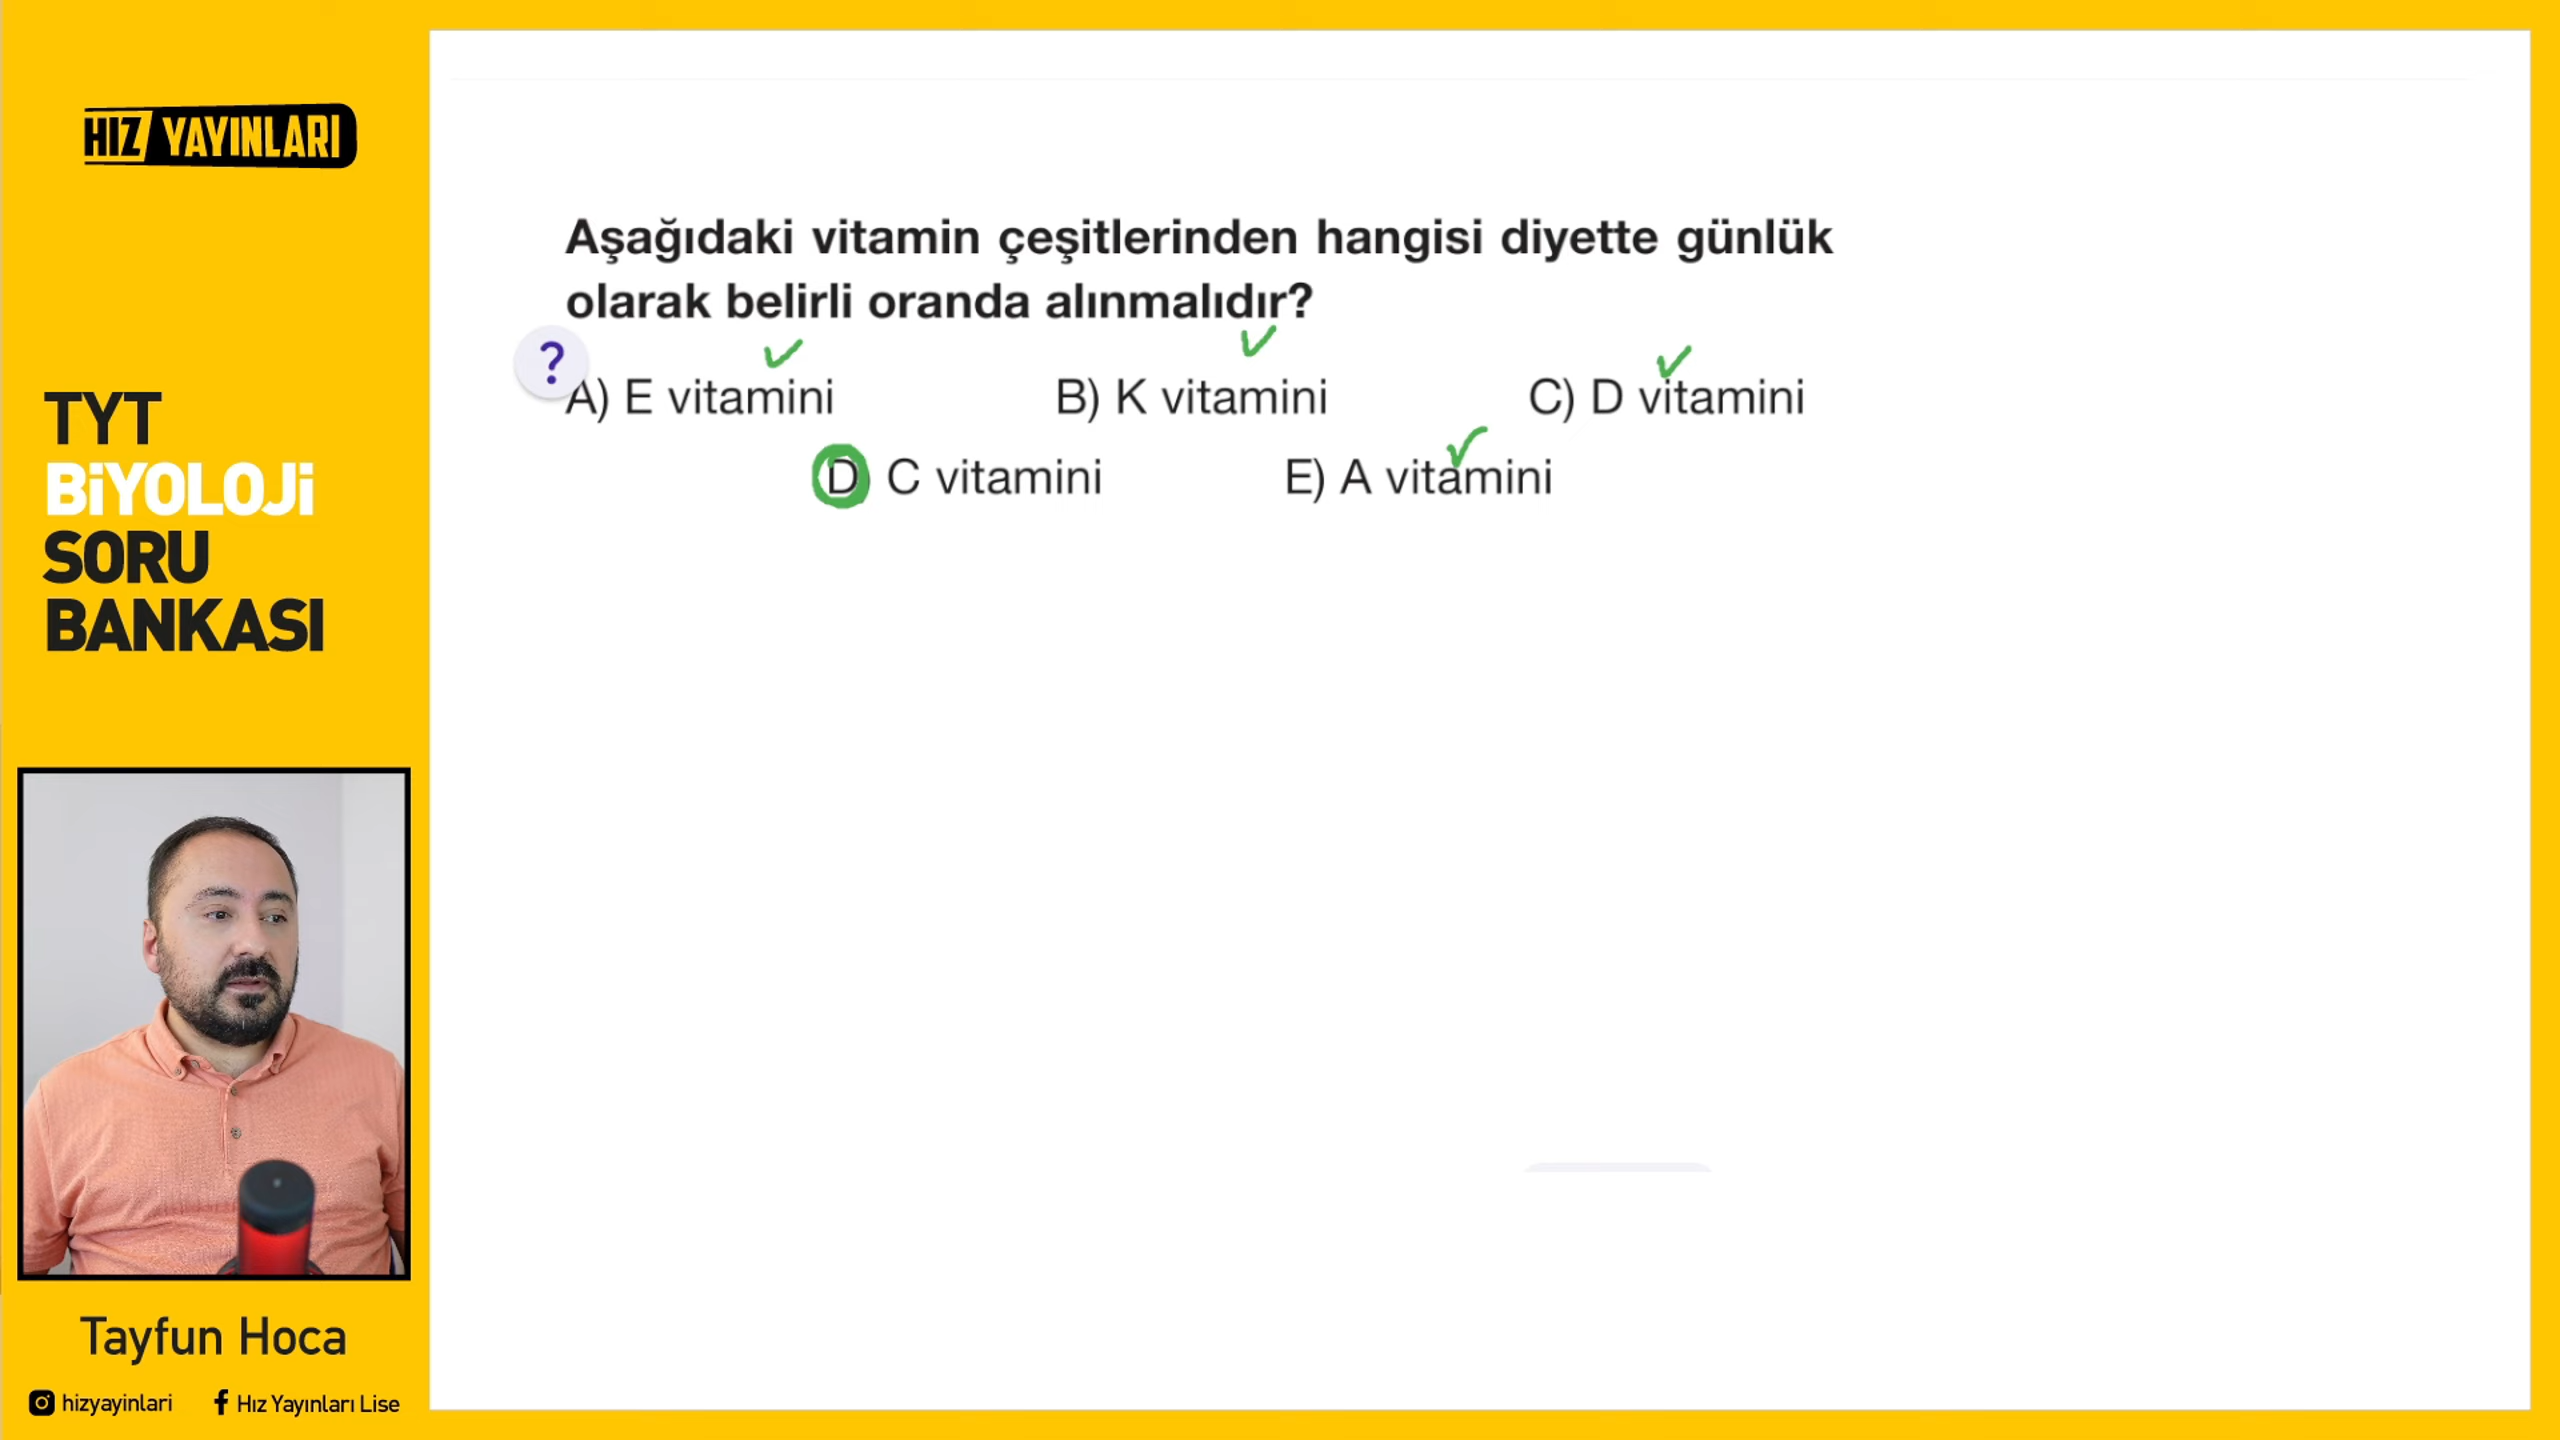 HIZ YAYINLARI
TYT
BİYOLOJİ
SORU
BANKASI
Aşağıdaki vitamin çeşitlerinden hangisi diyette günlük
olarak belirli oranda alınmalıdır?
?
A) E vitamini B) K vitamini C) D vitamini
D) C vitamini E) A vitamini
Tayfun Hoca
hizyayinlari Hız Yayınları Lise